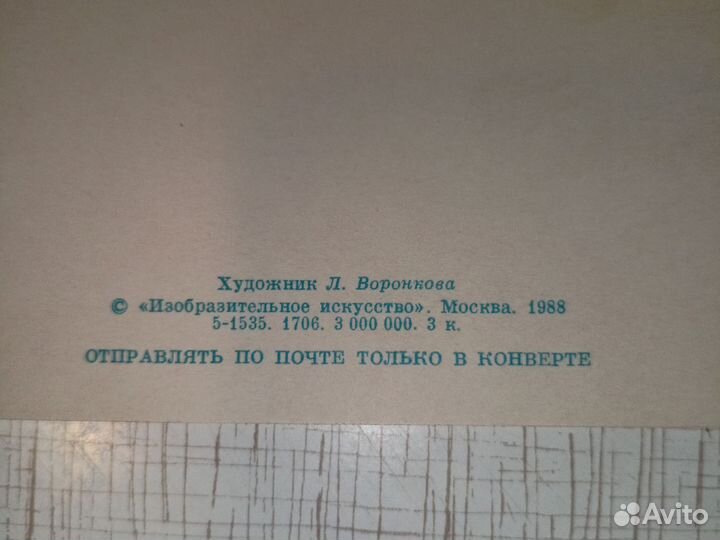 Художник Л. Воронкова
© «Изобразительное искусство». Москва. 1988
5-1535. 1706. 3 000 000. 3 к.
ОТПРАВЛЯТЬ ПО ПОЧТЕ ТОЛЬКО В КОНВЕРТЕ
Avito